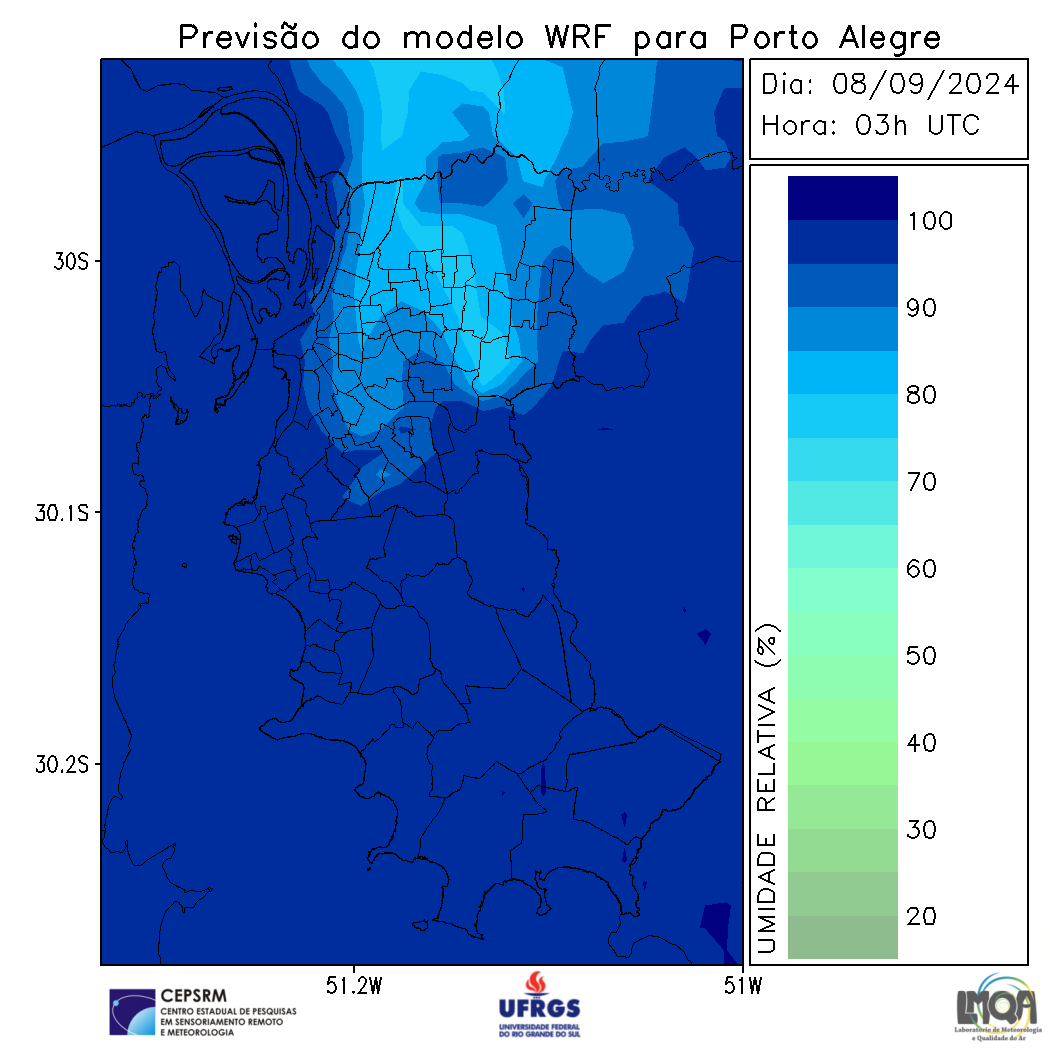 Previsão do modelo WRF para Porto Alegre
Dia: 08/09/2024
Hora: 03h UTC
30S
30.1S
30.2S
51.2W
51W
100
90
80
70
60
50
40
30
20
UMIDADE RELATIVA (%)
CEPSRM
CENTRO ESTADUAL DE PESQUISAS
EM SENSORIAMENTO REMOTO
E METEOROLOGIA
UFRGS
UNIVERSIDADE FEDERAL
DO RIO GRANDE DO SUL
LMQA
Laboratório de Meteorologia
e Qualidade do Ar